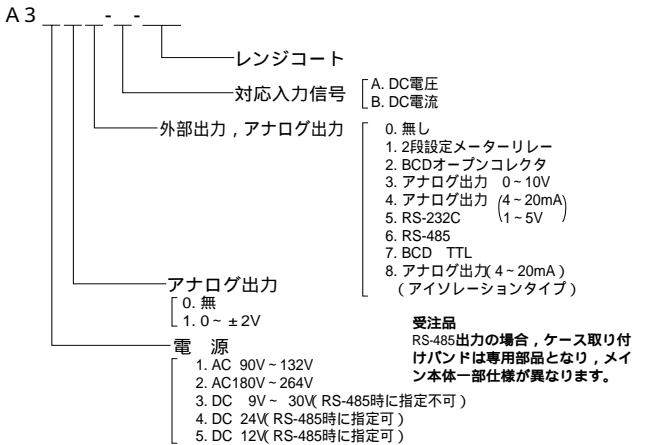 A3 - -
レンジコート
対応入力信号
A. DC電圧
B. DC電流
外部出力，アナログ出力
0. 無し
1. 2段設定メーターリレー
2. BCDオープンコレクタ
3. アナログ出力 0～10V
4. アナログ出力 (4～20mA)
5. RS-232C (1～5V)
6. RS-485
7. BCD TTL
8. アナログ出力(4～20mA)
(アイソレーションタイプ)
アナログ出力
0. 無
1. 0～±2V
受注品
RS-485出力の場合，ケース取り付
けバンドは専用部品となり，メイ
ン本体一部仕様が異なります。
電 源
1. AC 90V～132V
2. AC180V～264V
3. DC 9V～ 30V(RS-485時に指定不可)
4. DC 24V(RS-485時に指定可)
5. DC 12V(RS-485時に指定可)